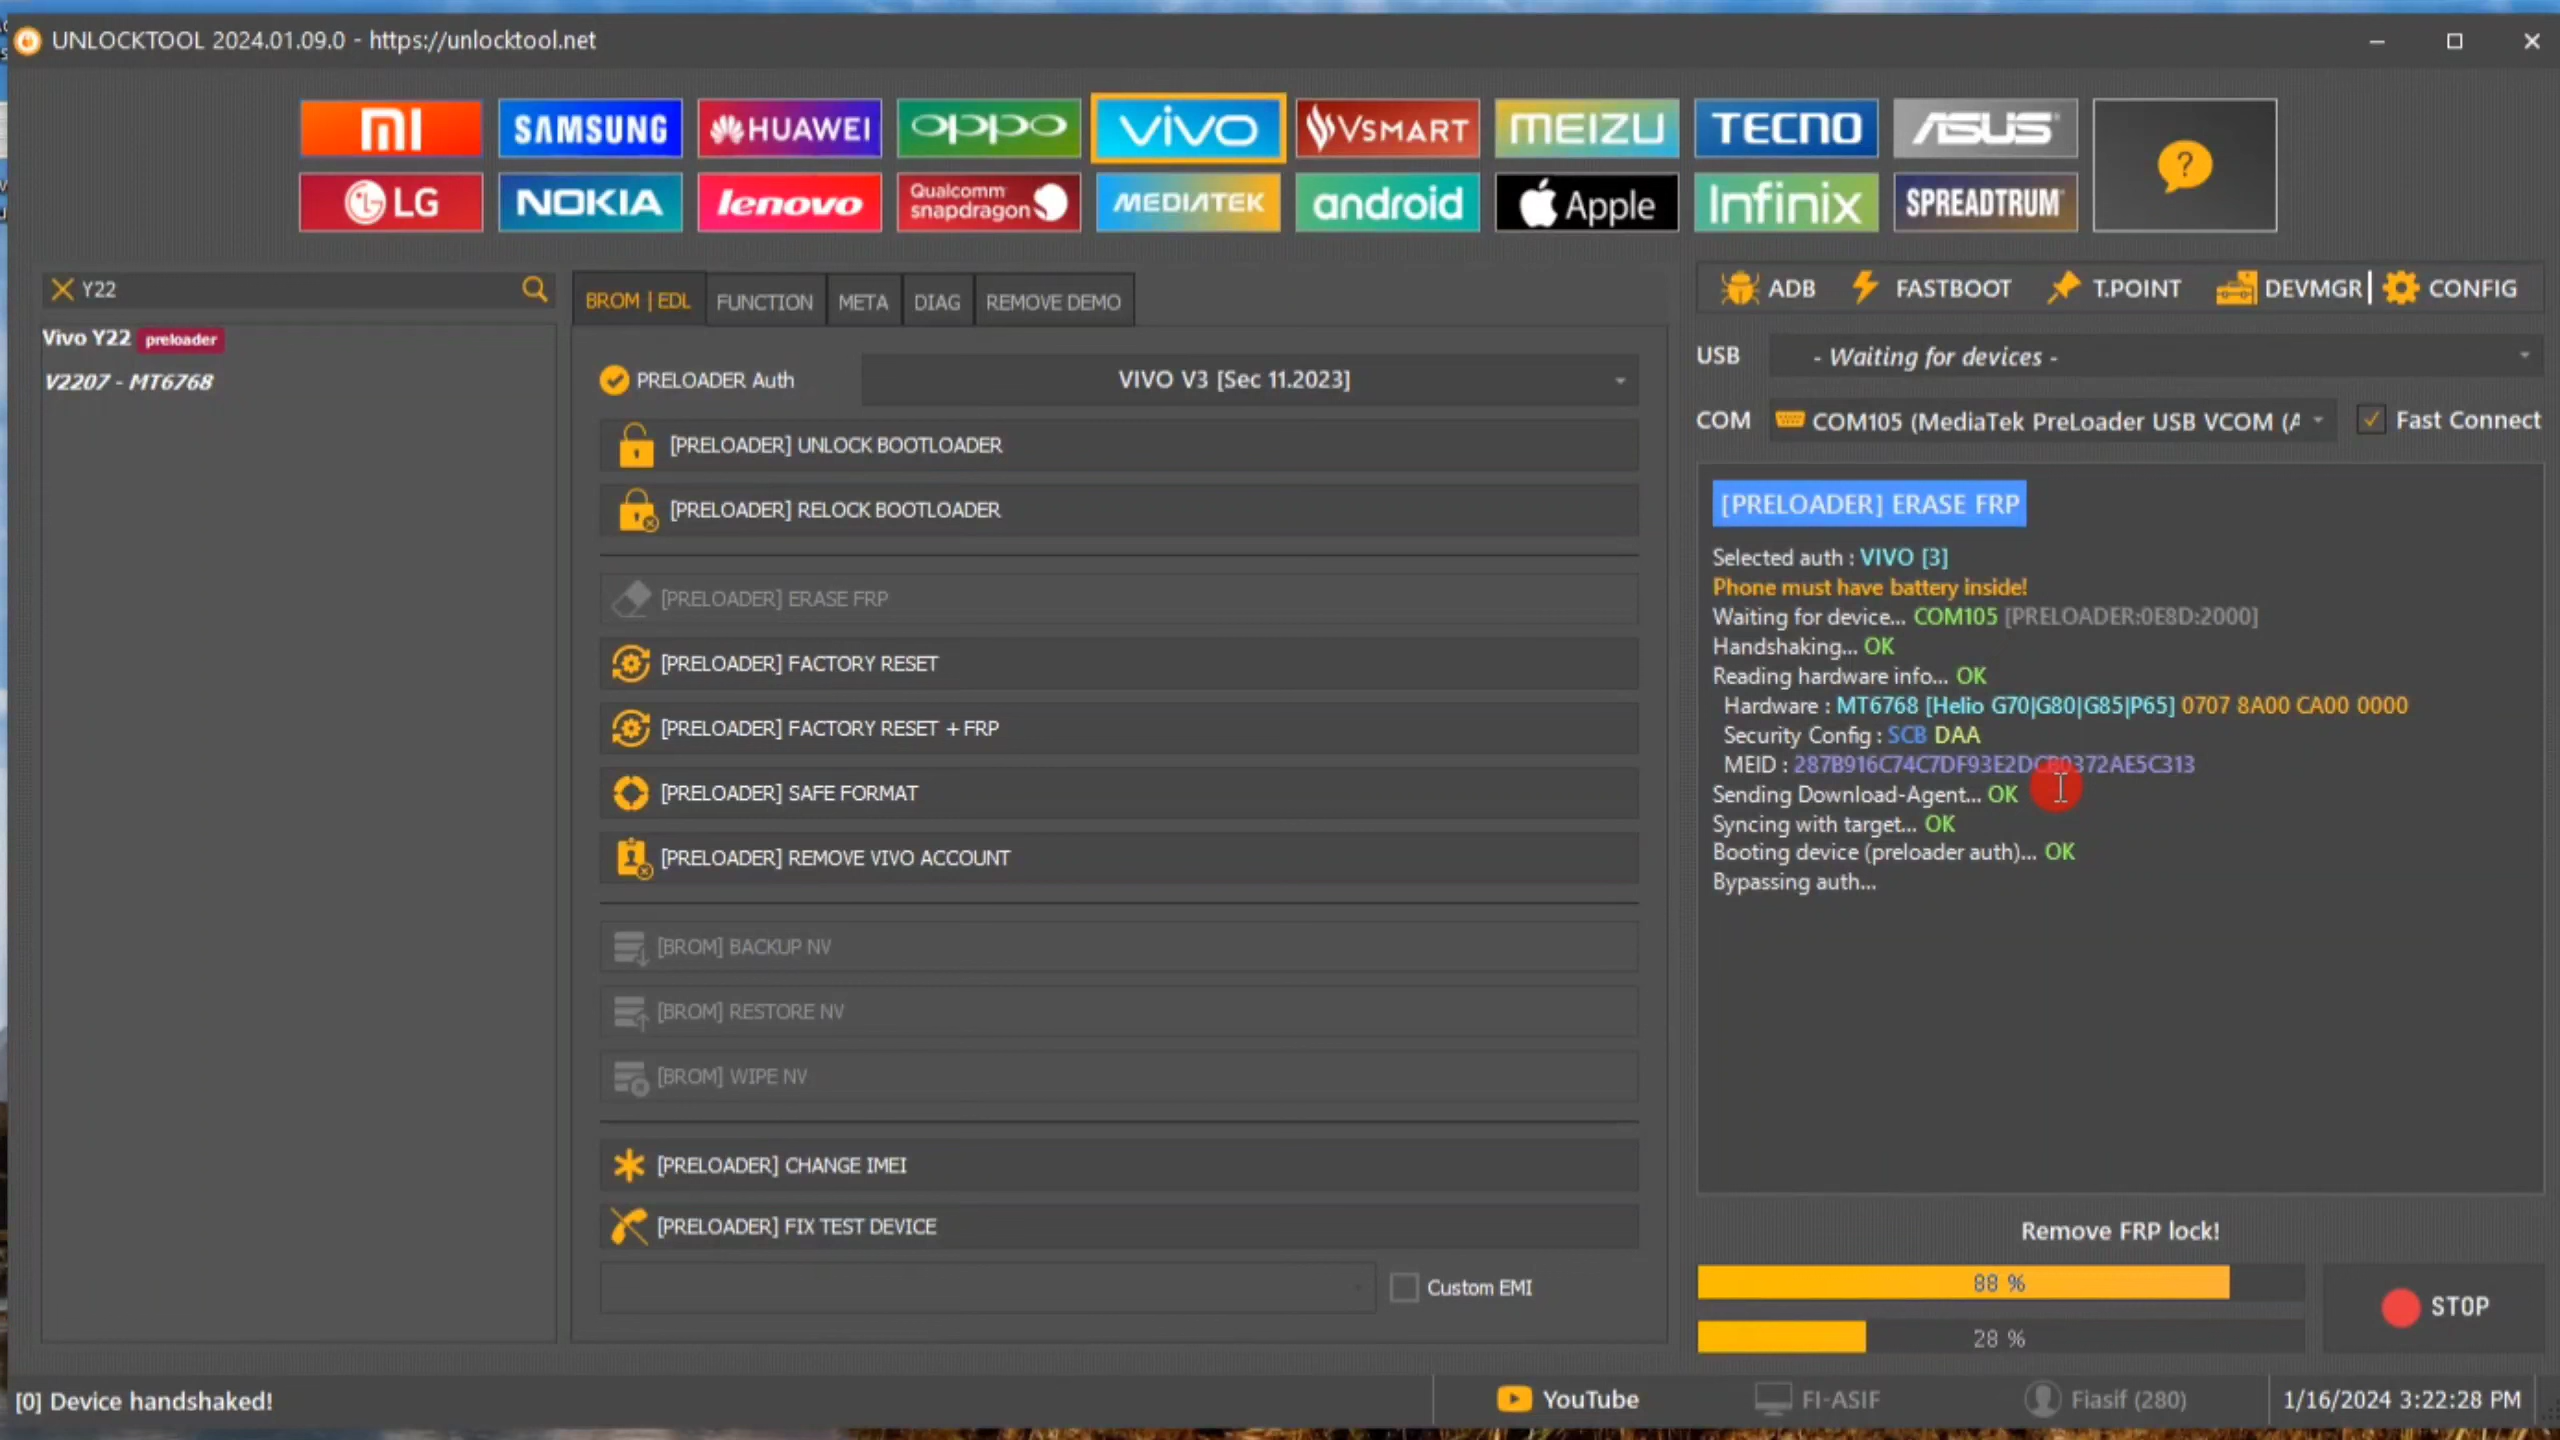 UNLOCKTOOL 2024.01.09.0 - https://unlocktool.net
mi SAMSUNG HUAWEI oppo vivo VSMART MEIZU TECNO ASUS ?
LG NOKIA lenovo Qualcomm snapdragon MEDIATEK android Apple Infinix SPREADTRUM
Y22
Vivo Y22 preloader
V2207 - MT6768
BROM | EDL FUNCTION META DIAG REMOVE DEMO
PRELOADER Auth VIVO V3 [Sec 11.2023]
[PRELOADER] UNLOCK BOOTLOADER
[PRELOADER] RELOCK BOOTLOADER
[PRELOADER] ERASE FRP
[PRELOADER] FACTORY RESET
[PRELOADER] FACTORY RESET + FRP
[PRELOADER] SAFE FORMAT
[PRELOADER] REMOVE VIVO ACCOUNT
[BROM] BACKUP NV
[BROM] RESTORE NV
[BROM] WIPE NV
[PRELOADER] CHANGE IMEI
[PRELOADER] FIX TEST DEVICE
Custom EMI
ADB FASTBOOT T.POINT DEVMGR CONFIG
USB - Waiting for devices -
COM COM105 (MediaTek PreLoader USB VCOM (A Fast Connect
[PRELOADER] ERASE FRP
Selected auth : VIVO [3]
Phone must have battery inside!
Waiting for device... COM105 [PRELOADER:0E8D:2000]
Handshaking... OK
Reading hardware info... OK
Hardware : MT6768 [Helio G70|G80|G85|P65] 0707 8A00 CA00 0000
Security Config : SCB DAA
MEID : 287B916C74C7DF93E2DCB0372AE5C313
Sending Download-Agent... OK
Syncing with target... OK
Booting device (preloader auth)... OK
Bypassing auth...
Remove FRP lock!
88 %
28 %
STOP
[0] Device handshaked! YouTube FI-ASIF Fiasif (280) 1/16/2024 3:22:28 PM